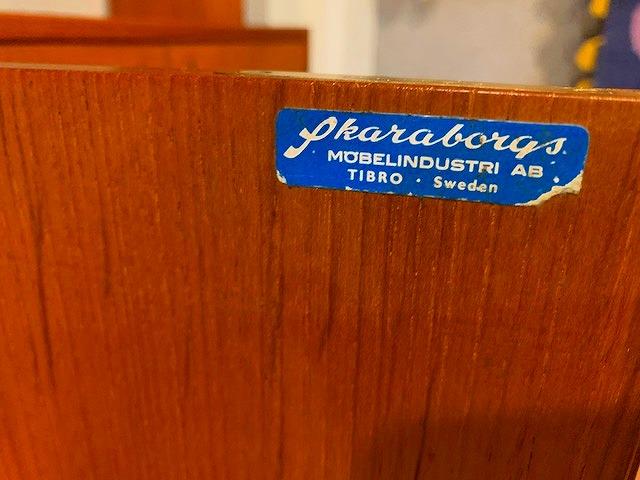 Skaraborgs
MÖBELINDUSTRI AB
TIBRO · Sweden